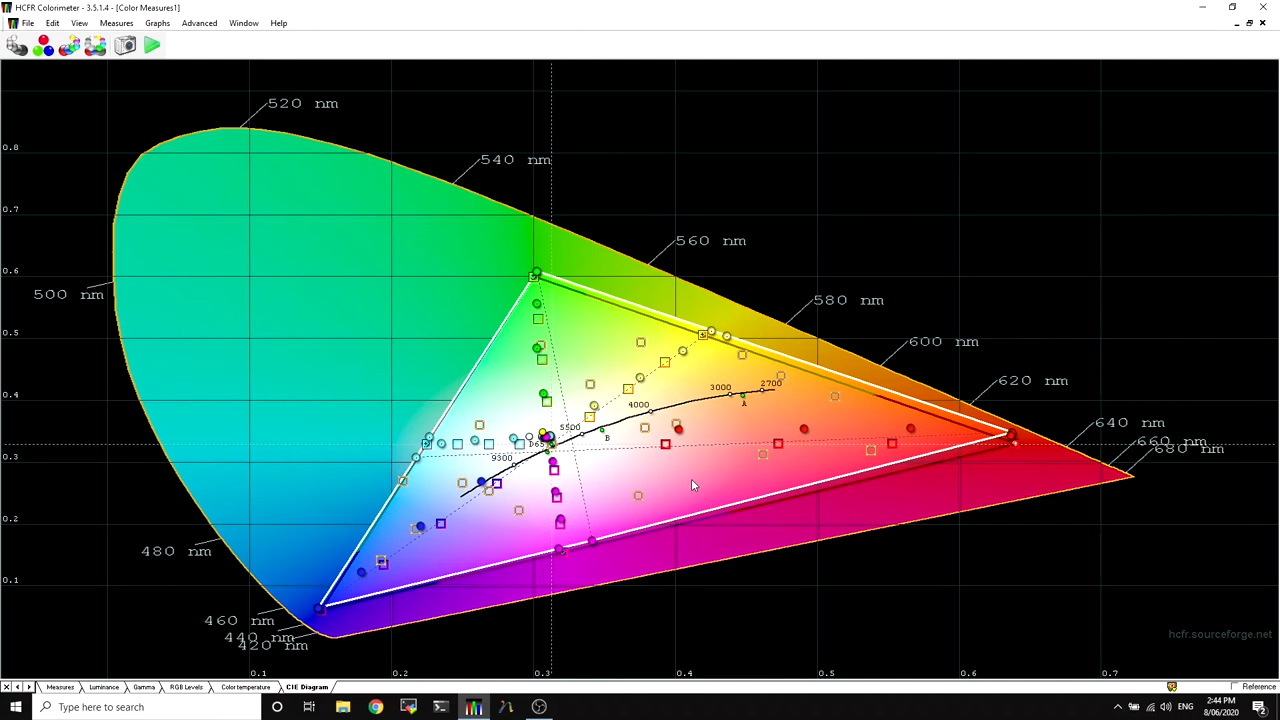 HCFR Colorimeter - 3.5.1.4 - [Color Measures1]
File Edit View Measures Graphs Advanced Window Help
520 nm
540 nm
560 nm
580 nm
600 nm
620 nm
640 nm
660 nm
680 nm
500 nm
480 nm
460 nm
440 nm
420 nm
0.8
0.7
0.6
0.5
0.4
0.3
0.2
0.1
2700
3000
A
4000
5500
B
D65
9300
hcfr.sourceforge.net
0.1 0.2 0.3 0.4 0.5 0.6 0.7
Measures Luminance Gamma RGB Levels Color temperature CIE Diagram Reference
Type here to search
ENG
2:44 PM
8/06/2020
2